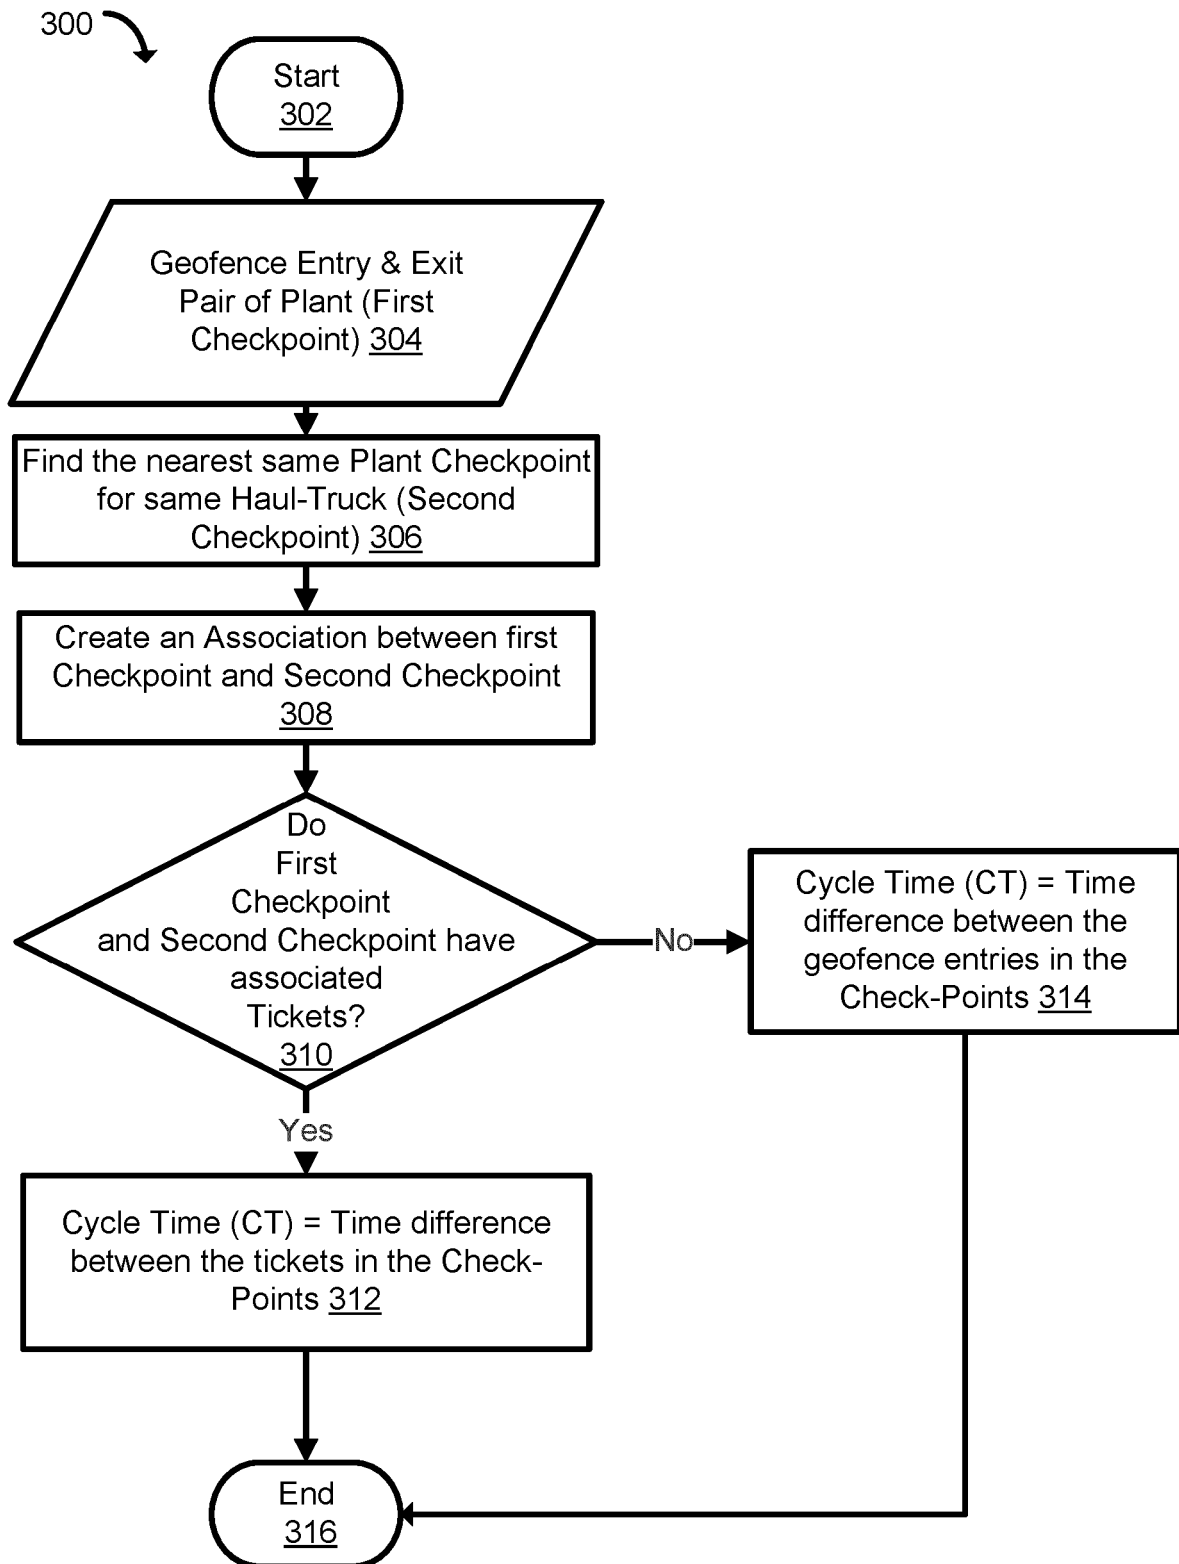 300
Start
302
Geofence Entry & Exit
Pair of Plant (First
Checkpoint) 304
Find the nearest same Plant Checkpoint
for same Haul-Truck (Second
Checkpoint) 306
Create an Association between first
Checkpoint and Second Checkpoint
308
Do
First
Checkpoint
and Second Checkpoint have
associated
Tickets?
310
No
Cycle Time (CT) = Time
difference between the
geofence entries in the
Check-Points 314
Yes
Cycle Time (CT) = Time difference
between the tickets in the Check-
Points 312
End
316